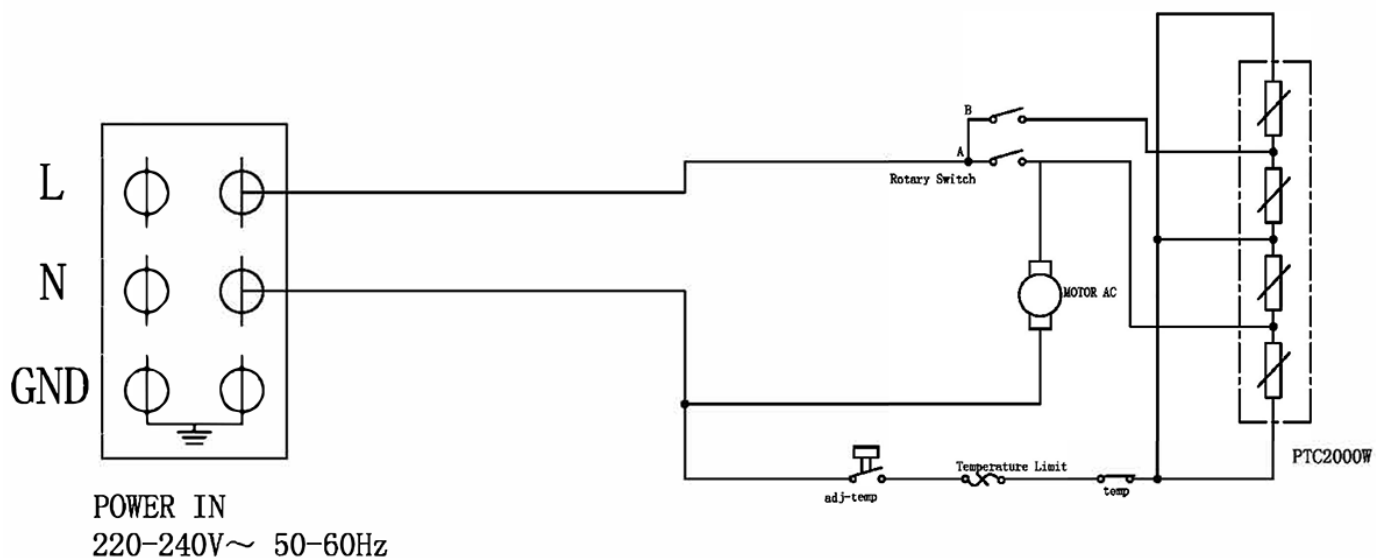 L
N
GND
POWER IN
220-240V~ 50-60Hz
B
A
Rotary Switch
MOTOR AC
adj-temp
Temperature Limit
temp
PTC2000W